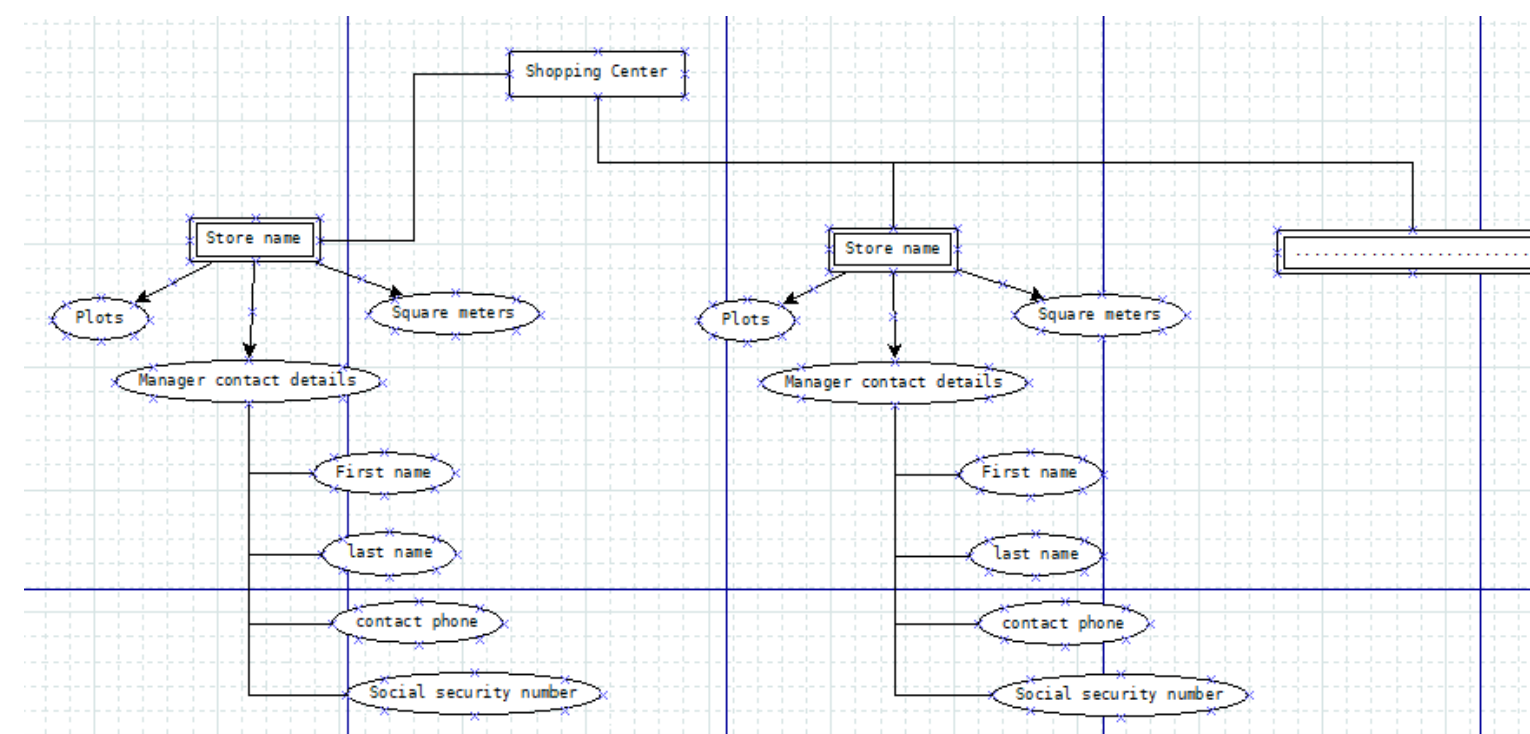 Shopping Center
Store name
Store name
.......................
Plots
Square meters
Plots
Square meters
Manager contact details
Manager contact details
First name
First name
last name
last name
contact phone
contact phone
Social security number
Social security number